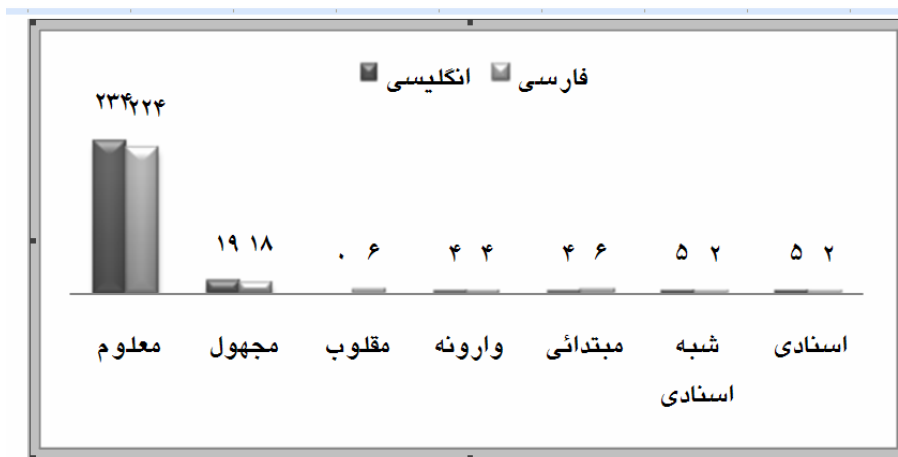 انگلیسی فارسی
۲۳۴ ۲۲۴
۱۹ ۱۸
۰ ۶
۴ ۴
۴ ۶
۵ ۲
۵ ۲
معلوم مجهول مقلوب وارونه مبتدائی شبه اسنادی
اسنادی